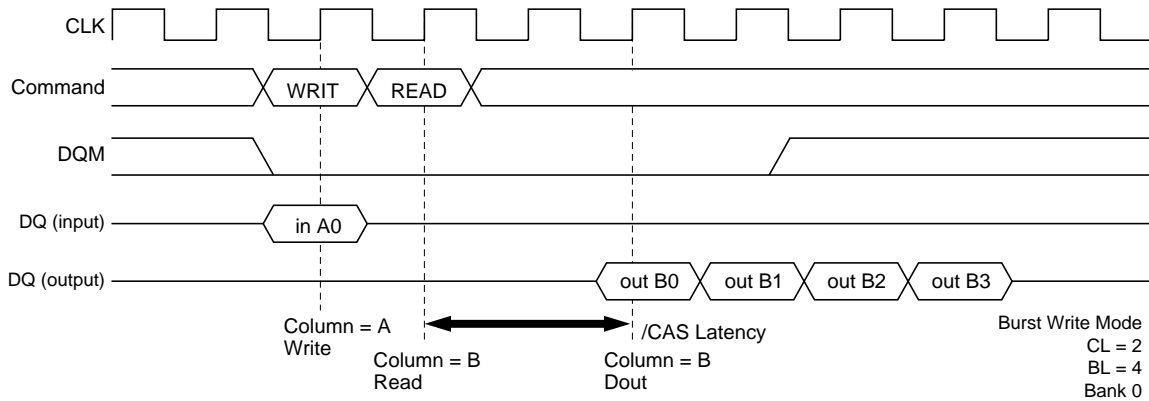 CLK
Command
WRIT
READ
DQM
DQ (input)
in A0
DQ (output)
out B0
out B1
out B2
out B3
Column = A
Write
Column = B
Read
/CAS Latency
Column = B
Dout
Burst Write Mode
CL = 2
BL = 4
Bank 0